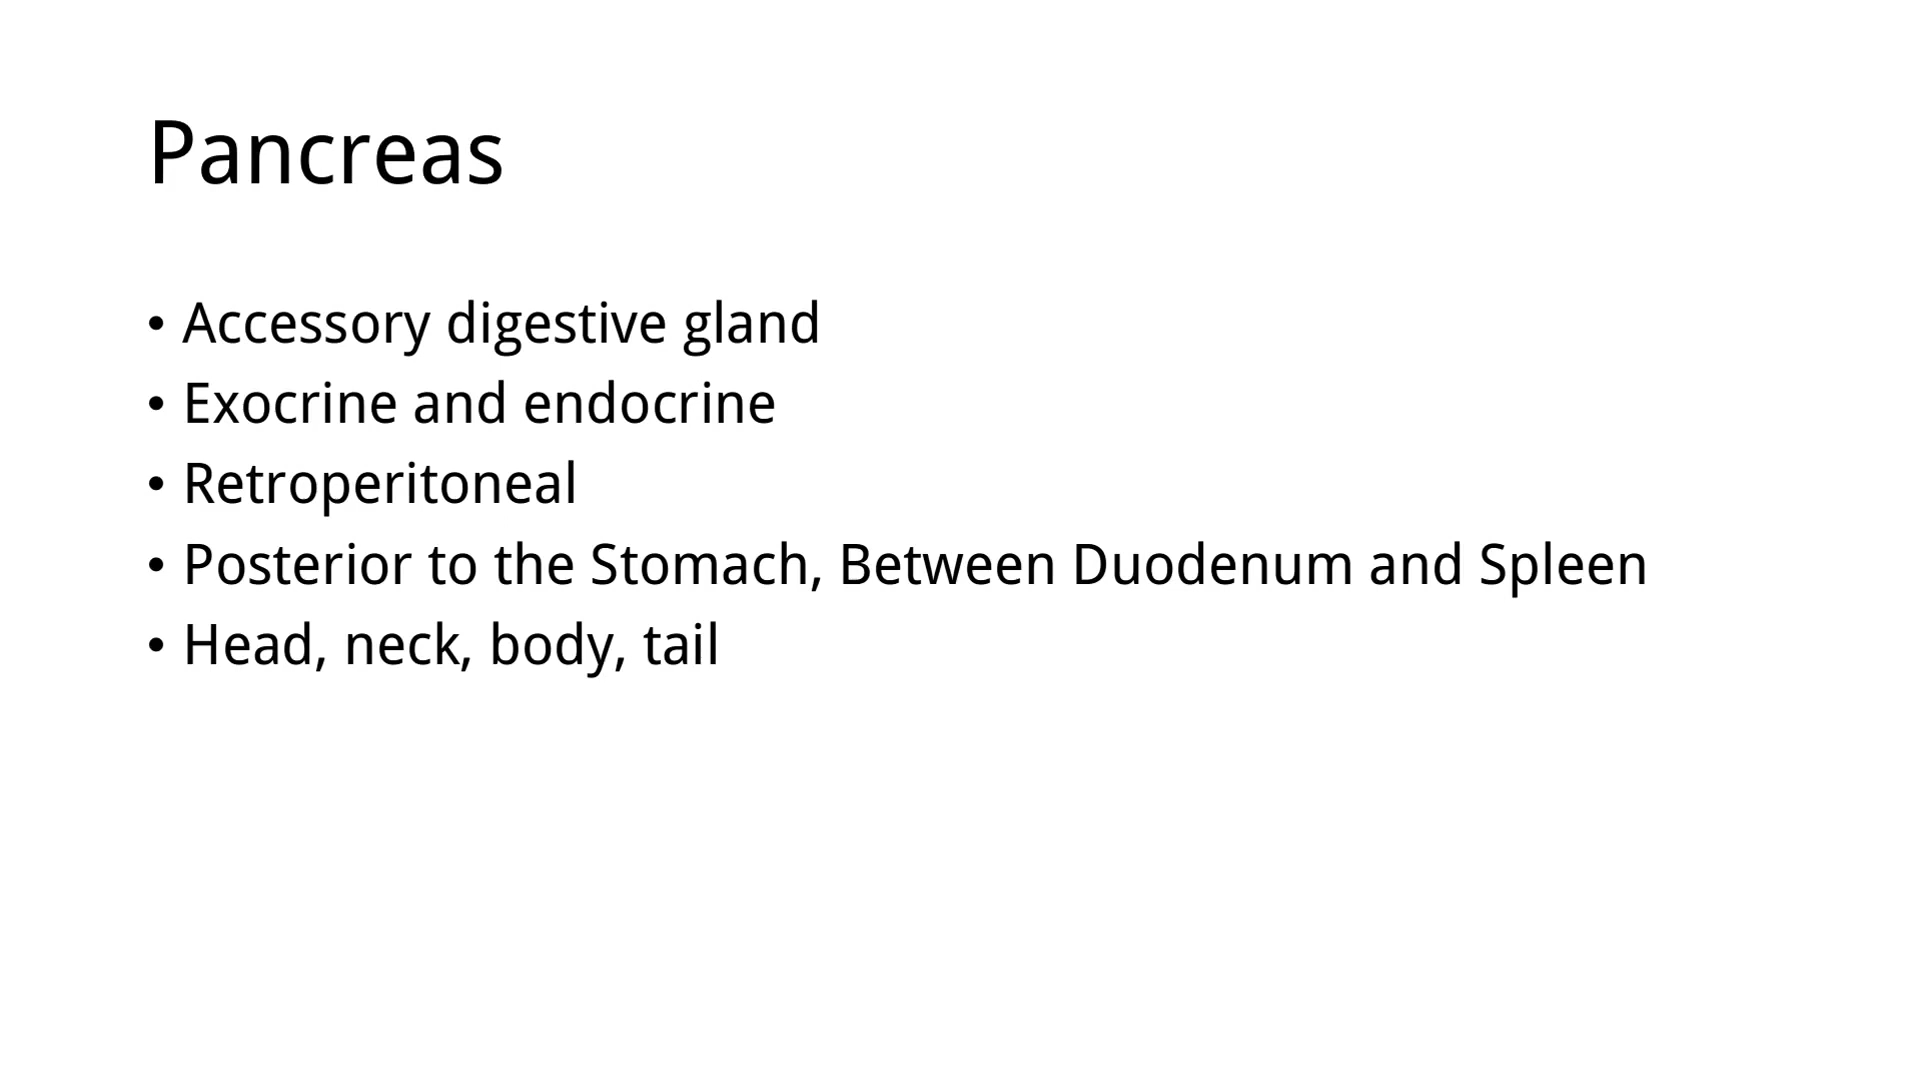 Pancreas
• Accessory digestive gland
• Exocrine and endocrine
• Retroperitoneal
• Posterior to the Stomach, Between Duodenum and Spleen
• Head, neck, body, tail